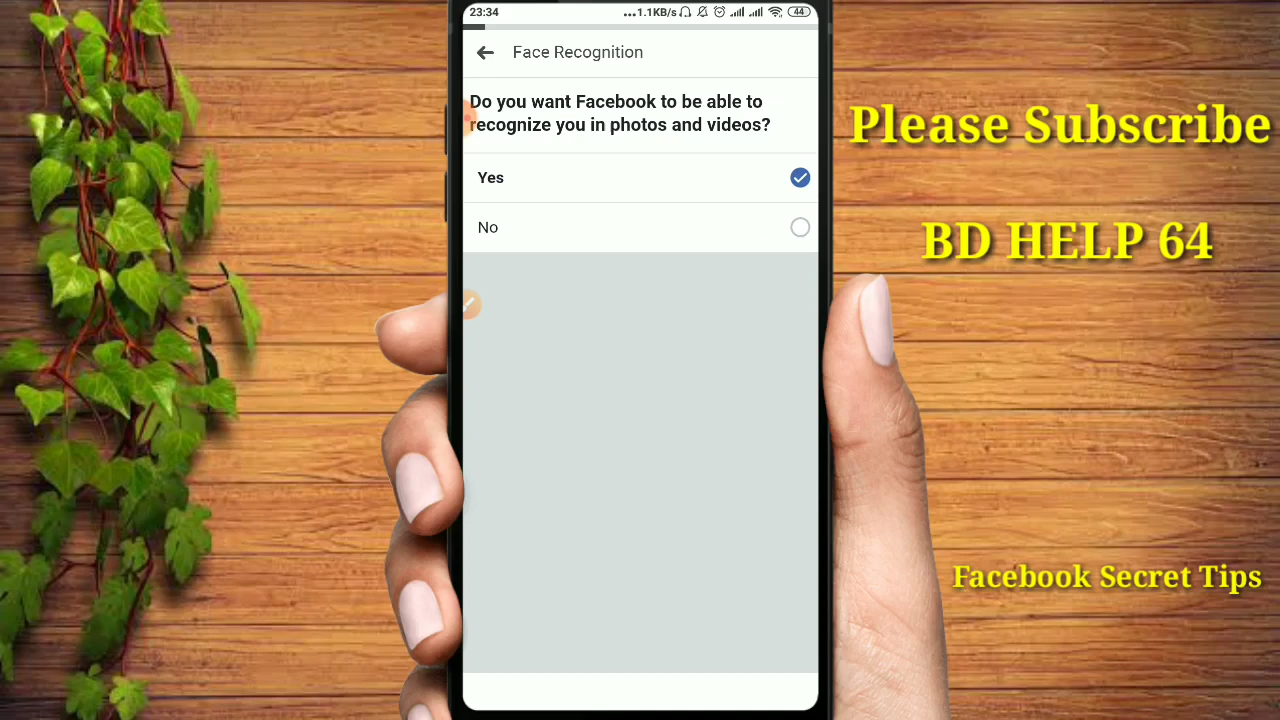 23:34
...1.1KB/s
44
Face Recognition
Do you want Facebook to be able to
recognize you in photos and videos?
Yes
No
Please Subscribe
BD HELP 64
Facebook Secret Tips